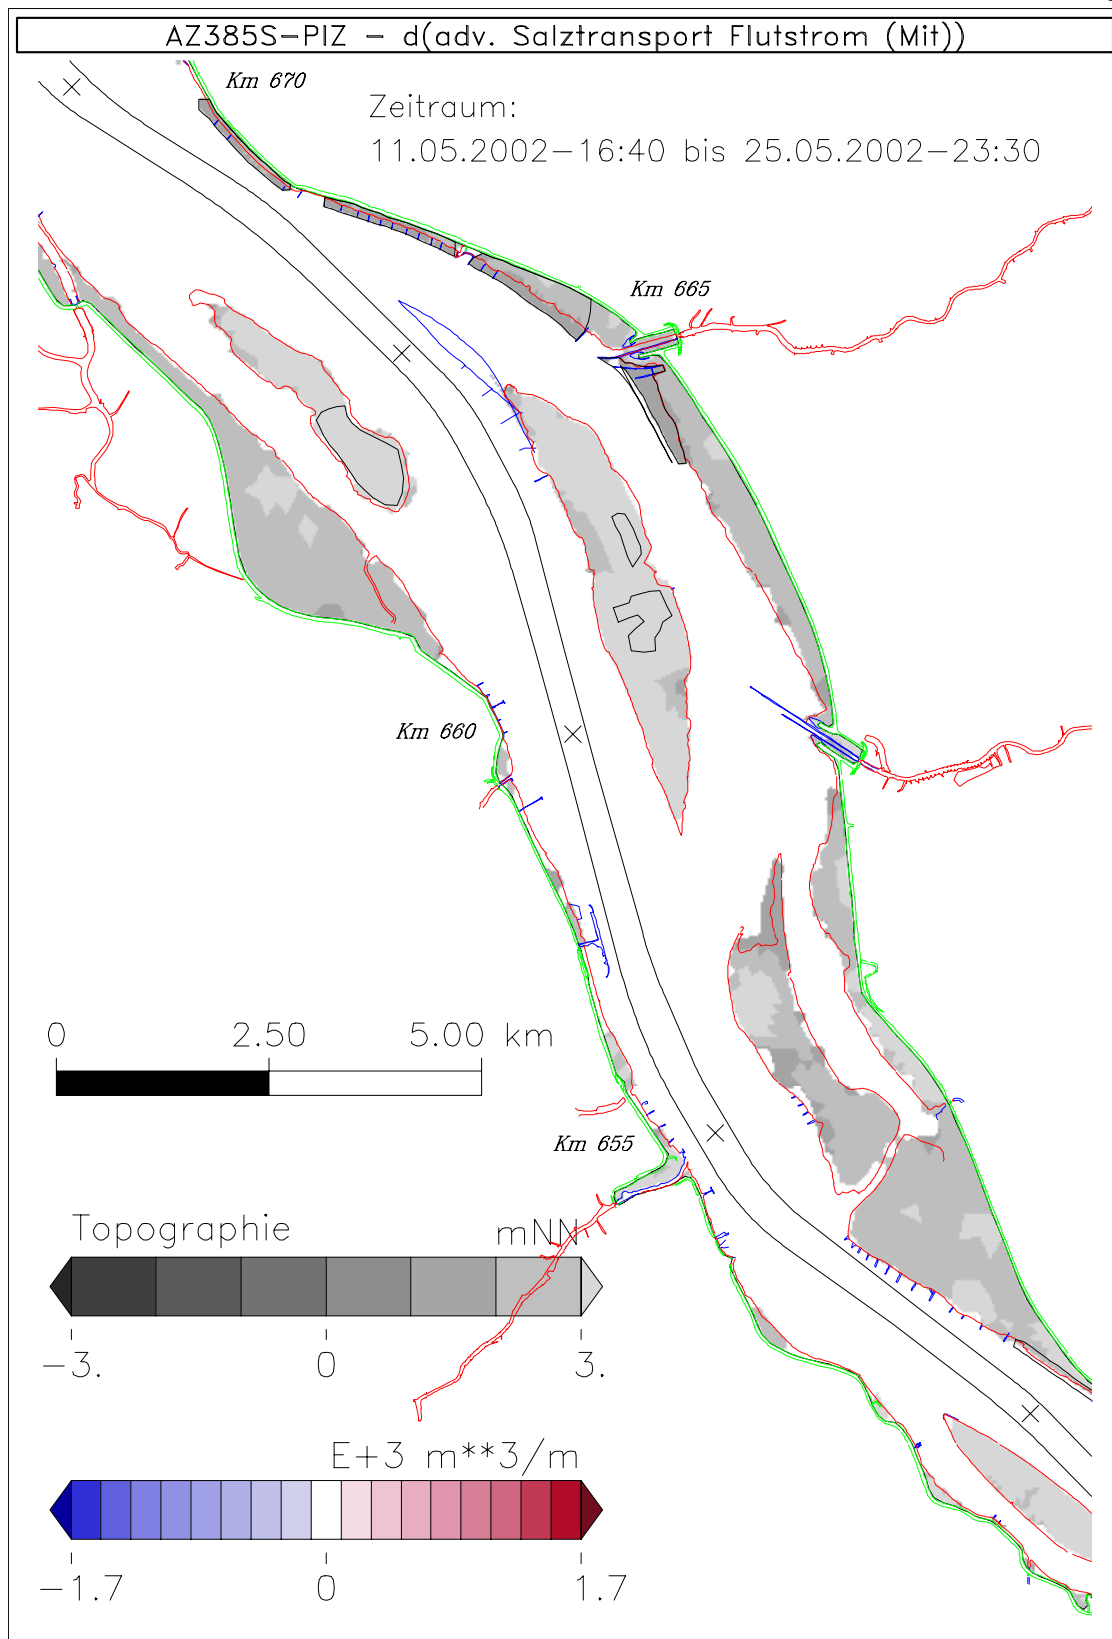 AZ385S-PIZ - d(adv. Salztransport Flutstrom (Mit))
Km 670
Zeitraum:
11.05.2002-16:40 bis 25.05.2002-23:30
Km 665
Km 660
0 2.50 5.00 km
Km 655
Topographie mNN
-3. 0 3.
E+3 m**3/m
-1.7 0 1.7